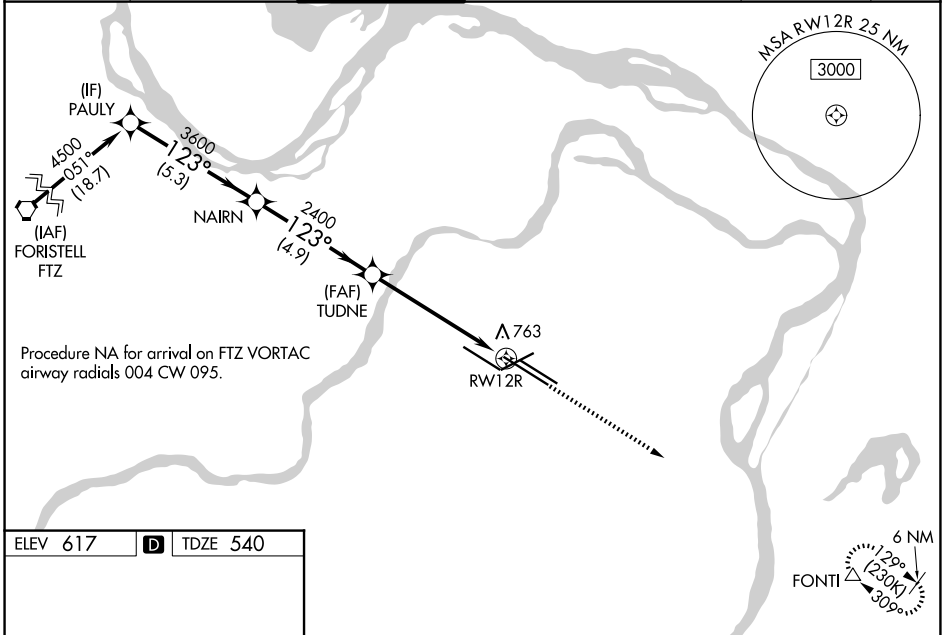 MSA RW12R 25 NM
3000
(IF)
PAULY
4500
051°
(18.7)
3600
123°
(5.3)
NAIRN
2400
123°
(4.9)
(IAF)
FORISTELL
FTZ
(FAF)
TUDNE
763
RW12R
Procedure NA for arrival on FTZ VORTAC
airway radials 004 CW 095.
ELEV 617 D TDZE 540
6 NM
129°
(230K)
FONTI
309°